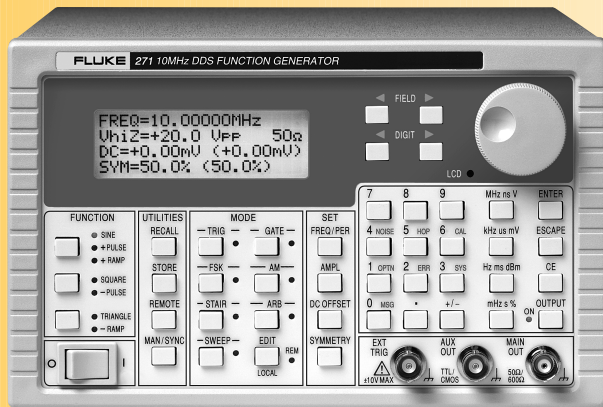 FLUKE 271 10MHz DDS FUNCTION GENERATOR
FREQ=10.00000MHz
VhiZ=+20.0 Vpp 50Ω
DC=+0.00mV (+0.00mV)
SYM=50.0% (50.0%)
◀ FIELD ▶
◀ DIGIT ▶
LCD
FUNCTION
SINE
+PULSE
+RAMP
SQUARE
-PULSE
TRIANGLE
-RAMP
O I
UTILITIES
RECALL
STORE
REMOTE
MAN/SYNC
MODE
TRIG GATE
FSK AM
STAIR ARB
SWEEP EDIT
LOCAL
REM
SET
FREQ/PER
AMPL
DC OFFSET
SYMMETRY
7 8 9 MHz ns V ENTER
4 NOISE 5 HOP 6 CAL kHz us mV ESCAPE
1 OPTN 2 ERR 3 SYS Hz ms dBm CE
0 MSG • +/- mHz s % OUTPUT
ON
EXT TRIG
±10V MAX
AUX OUT
TTL/CMOS
MAIN OUT
50Ω/600Ω